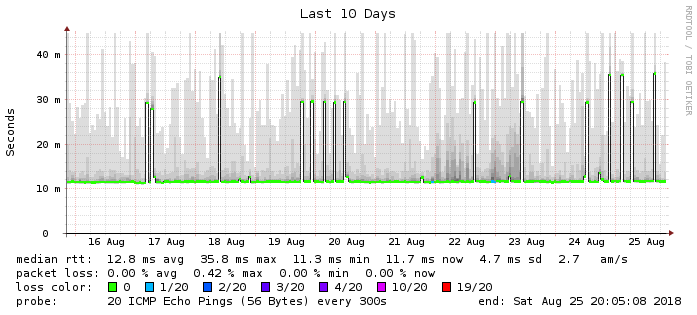 Last 10 Days
RRDTOOL / TOBI OETIKER
Seconds
40 m
30 m
20 m
10 m
0
16 Aug 17 Aug 18 Aug 19 Aug 20 Aug 21 Aug 22 Aug 23 Aug 24 Aug 25 Aug
median rtt: 12.8 ms avg 35.8 ms max 11.3 ms min 11.7 ms now 4.7 ms sd 2.7 am/s
packet loss: 0.00 % avg 0.42 % max 0.00 % min 0.00 % now
loss color: 0 1/20 2/20 3/20 4/20 10/20 19/20
probe: 20 ICMP Echo Pings (56 Bytes) every 300s end: Sat Aug 25 20:05:08 2018